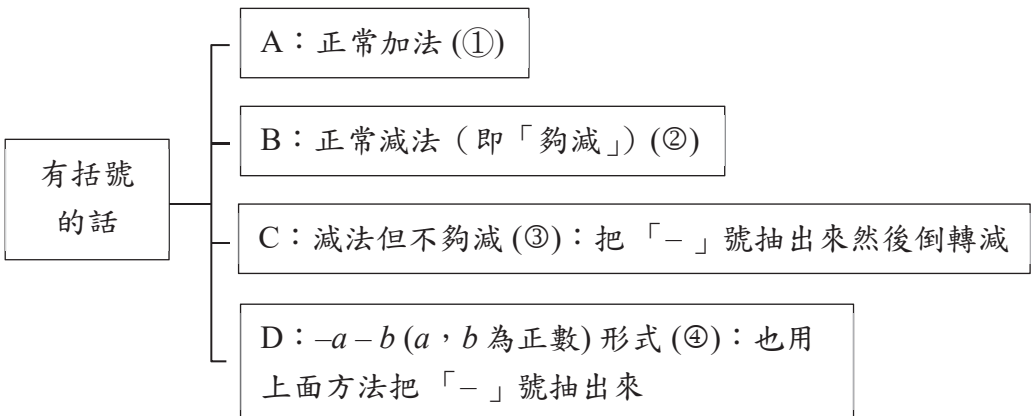 A：正常加法 (①)
B：正常減法（即「夠減」）(②)
有括號
的話
C：減法但不夠減 (③)：把 「– 」號抽出來然後倒轉減
D：–a – b (a，b 為正數) 形式 (④)：也用
上面方法把 「– 」號抽出來